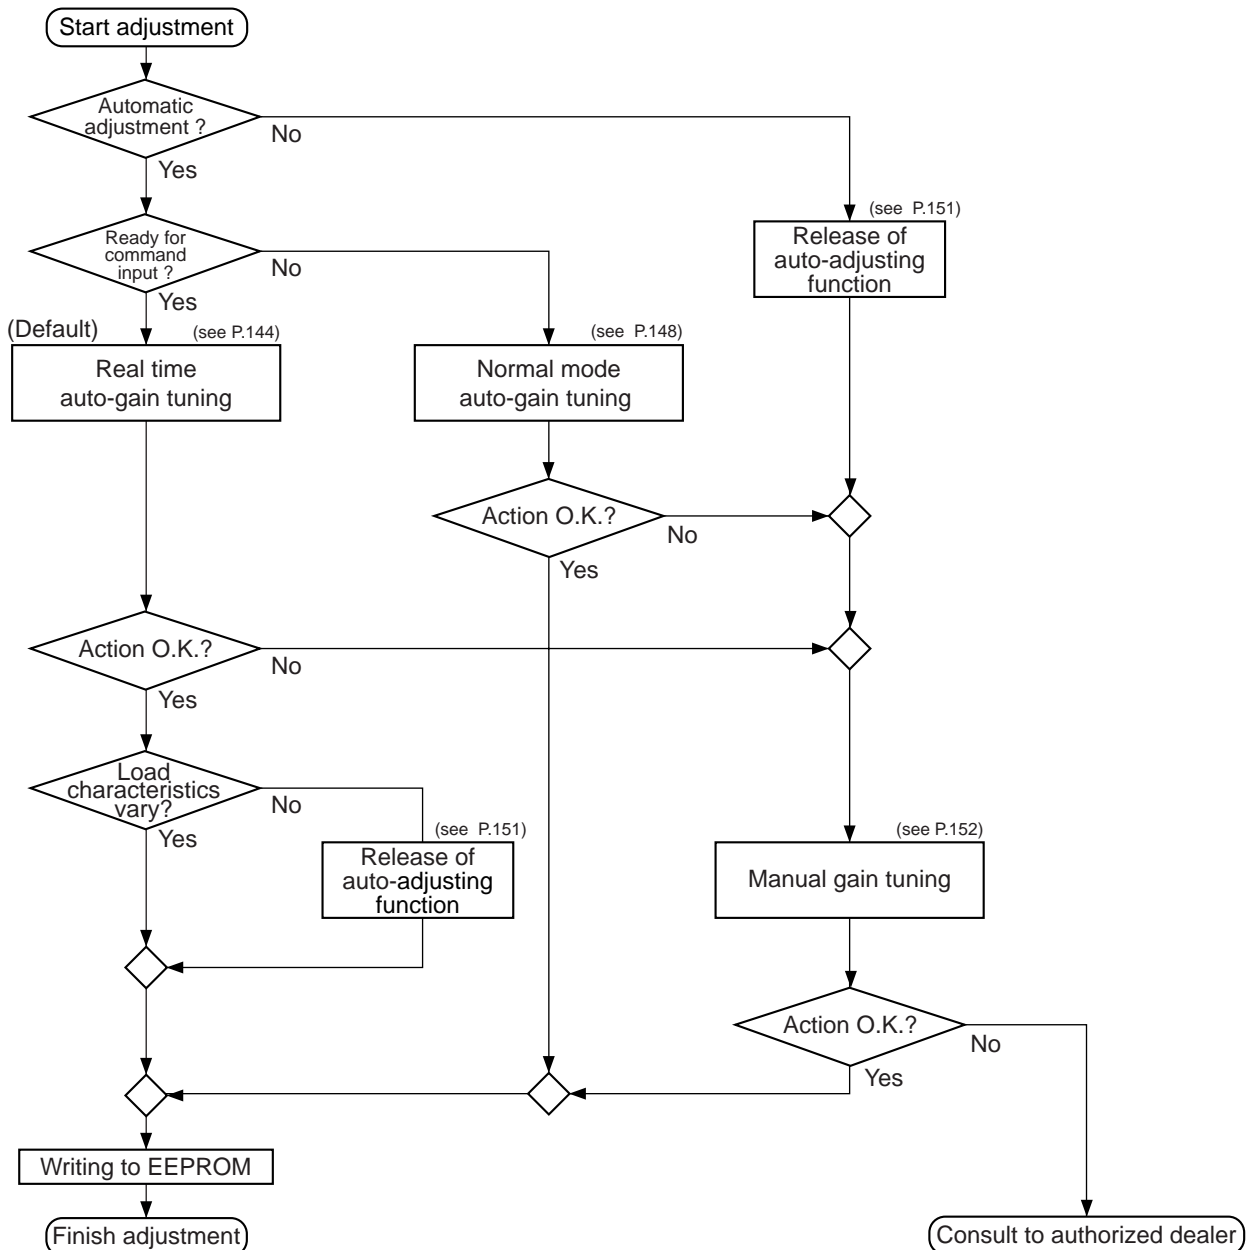 Start adjustment
Automatic
adjustment ?
No
Yes
(see P.151)
Release of
auto-adjusting
function
Ready for
command
input ?
No
Yes
(Default)
(see P.144)
Real time
auto-gain tuning
(see P.148)
Normal mode
auto-gain tuning
Action O.K.?
No
Yes
Action O.K.?
No
Yes
Load
characteristics
vary?
No
Yes
(see P.151)
Release of
auto-adjusting
function
(see P.152)
Manual gain tuning
Action O.K.?
No
Yes
Writing to EEPROM
Finish adjustment
Consult to authorized dealer